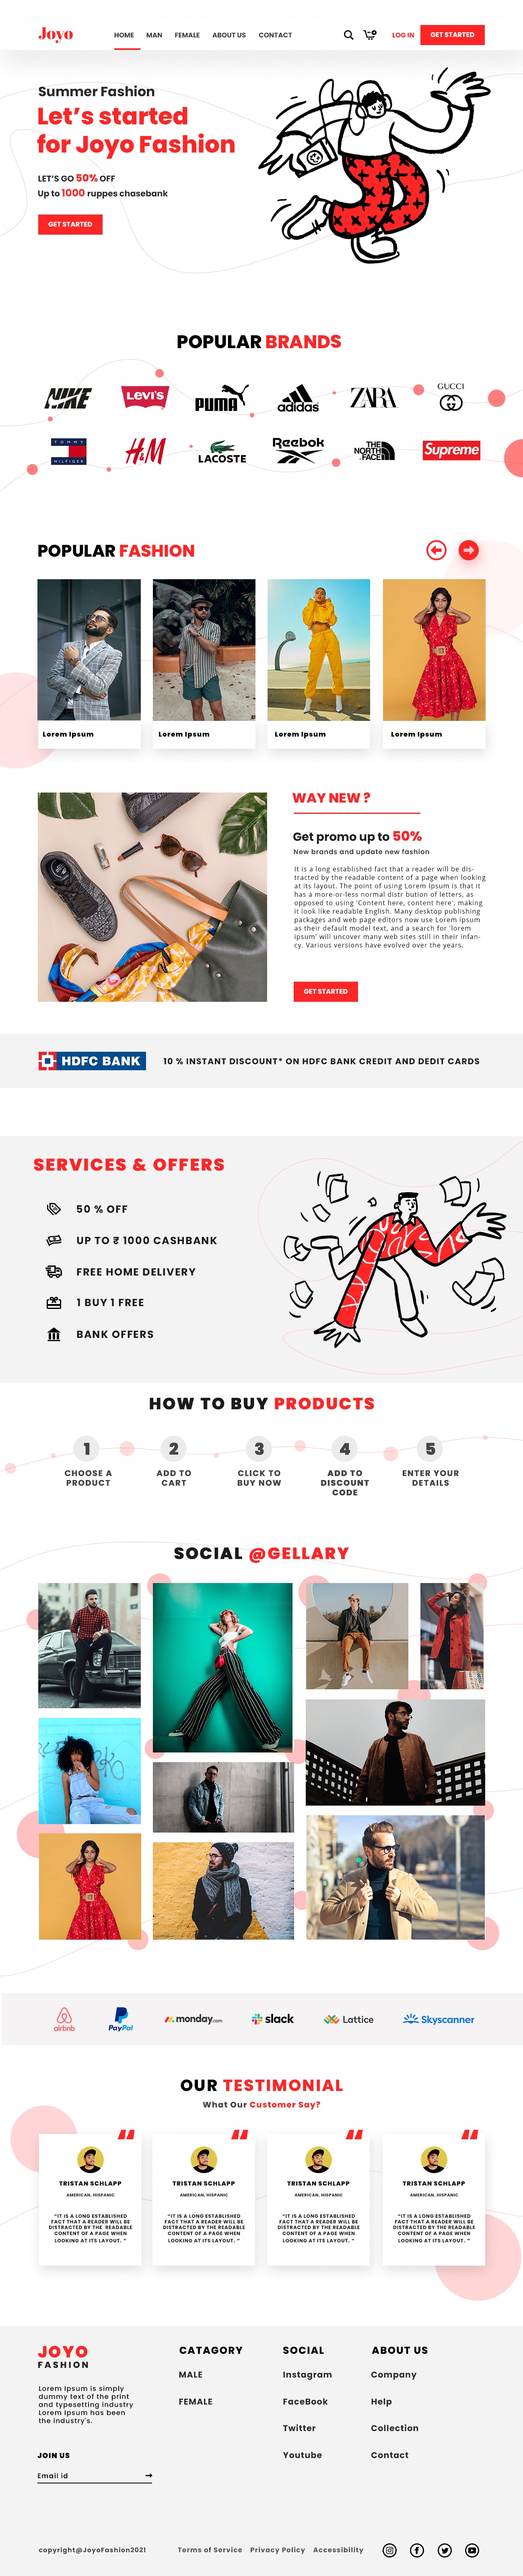 Joyo
HOME MAN FEMALE ABOUT US CONTACT LOG IN GET STARTED
Summer Fashion
Let's started
for Joyo Fashion
LET'S GO 50% OFF
Up to 1000 ruppes chasebank
GET STARTED
POPULAR BRANDS
NIKE LEVI'S PUMA adidas ZARA GUCCI
TOMMY HILFIGER H&M LACOSTE Reebok THE NORTH FACE Supreme
POPULAR FASHION
Lorem Ipsum Lorem Ipsum Lorem Ipsum Lorem Ipsum
WAY NEW ?
Get promo up to 50%
New brands and update new fashion
It is a long established fact that a reader will be dis-
tracted by the readable content of a page when looking
at its layout. The point of using Lorem Ipsum is that it
has a more-or-less normal distr bution of letters, as
opposed to using 'Content here, content here', making
it look like readable English. Many desktop publishing
packages and web page editors now use Lorem Ipsum
as their default model text, and a search for 'lorem
ipsum' will uncover many web sites still in their infan-
cy. Various versions have evolved over the years.
GET STARTED
HDFC BANK 10 % INSTANT DISCOUNT* ON HDFC BANK CREDIT AND DEDIT CARDS
SERVICES & OFFERS
50 % OFF
UP TO ₹ 1000 CASHBANK
FREE HOME DELIVERY
1 BUY 1 FREE
BANK OFFERS
HOW TO BUY PRODUCTS
1 2 3 4 5
CHOOSE A PRODUCT
ADD TO CART
CLICK TO BUY NOW
ADD TO DISCOUNT CODE
ENTER YOUR DETAILS
SOCIAL @GELLARY
airbnb PayPal monday.com slack Lattice Skyscanner
OUR TESTIMONIAL
What Our Customer Say?
TRISTAN SCHLAPP TRISTAN SCHLAPP TRISTAN SCHLAPP TRISTAN SCHLAPP
AMERICAN, HISPANIC AMERICAN, HISPANIC AMERICAN, HISPANIC AMERICAN, HISPANIC
"IT IS A LONG ESTABLISHED
FACT THAT A READER WILL BE
DISTRACTED BY THE READABLE
CONTENT OF A PAGE WHEN
LOOKING AT ITS LAYOUT. "
"IT IS A LONG ESTABLISHED
FACT THAT A READER WILL BE
DISTRACTED BY THE READABLE
CONTENT OF A PAGE WHEN
LOOKING AT ITS LAYOUT. "
"IT IS A LONG ESTABLISHED
FACT THAT A READER WILL BE
DISTRACTED BY THE READABLE
CONTENT OF A PAGE WHEN
LOOKING AT ITS LAYOUT. "
"IT IS A LONG ESTABLISHED
FACT THAT A READER WILL BE
DISTRACTED BY THE READABLE
CONTENT OF A PAGE WHEN
LOOKING AT ITS LAYOUT. "
JOYO
FASHION
Lorem Ipsum is simply
dummy text of the print
and typesetting industry
Lorem Ipsum has been
the industry's.
JOIN US
Email id →
CATAGORY
MALE
FEMALE
SOCIAL
Instagram
FaceBook
Twitter
Youtube
ABOUT US
Company
Help
Collection
Contact
copyright@JoyoFashion2021 Terms of Service Privacy Policy Accessibility